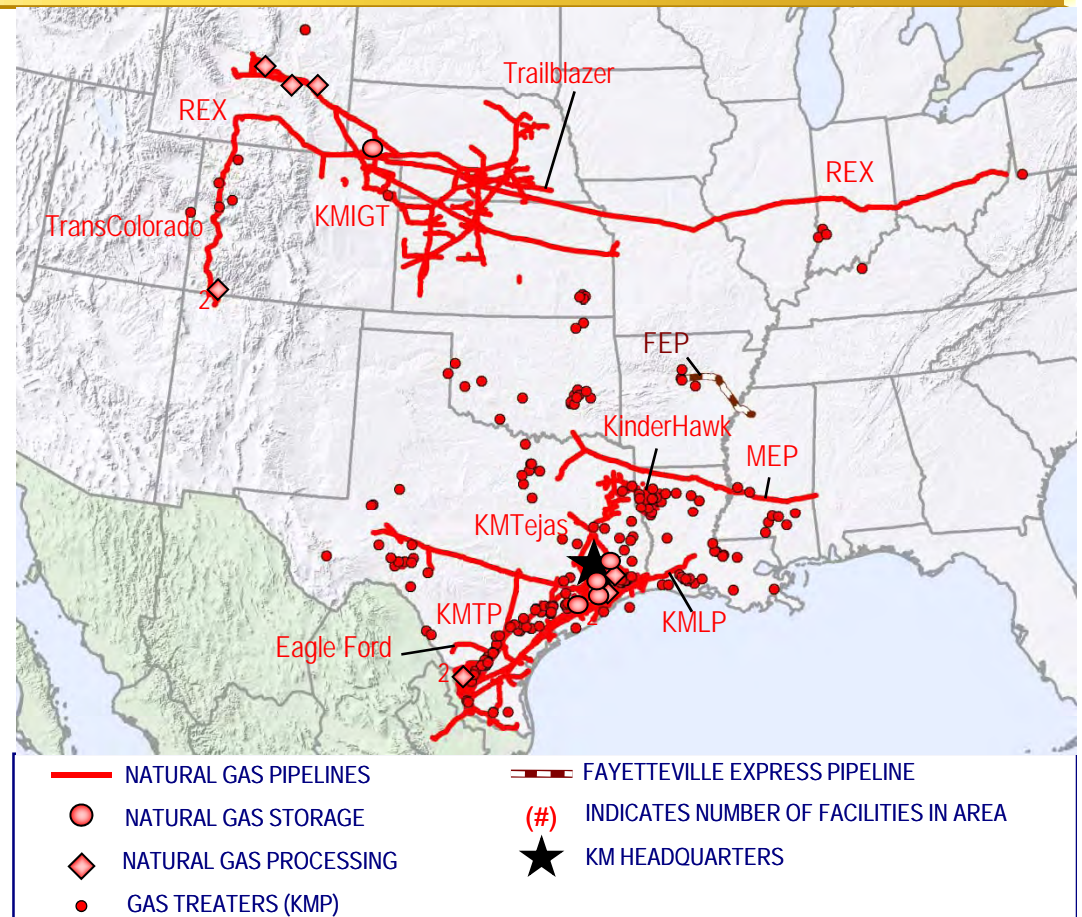 Trailblazer
REX
REX
KMIGT
TransColorado
2
FEP
KinderHawk
MEP
KMTejas
KMTP
KMLP
2
Eagle Ford
2
NATURAL GAS PIPELINES
FAYETTEVILLE EXPRESS PIPELINE
NATURAL GAS STORAGE
(#) INDICATES NUMBER OF FACILITIES IN AREA
NATURAL GAS PROCESSING
KM HEADQUARTERS
GAS TREATERS (KMP)